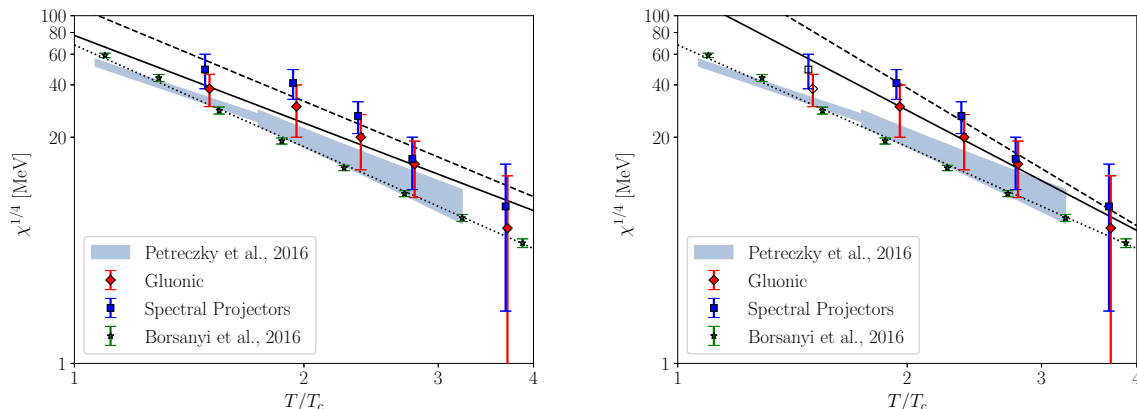 100
80
60
40
20
1
χ^{1/4} [MeV]
Petreczky et al., 2016
Gluonic
Spectral Projectors
Borsanyi et al., 2016
1
2
3
4
T/T_c
100
80
60
40
20
1
χ^{1/4} [MeV]
Petreczky et al., 2016
Gluonic
Spectral Projectors
Borsanyi et al., 2016
1
2
3
4
T/T_c